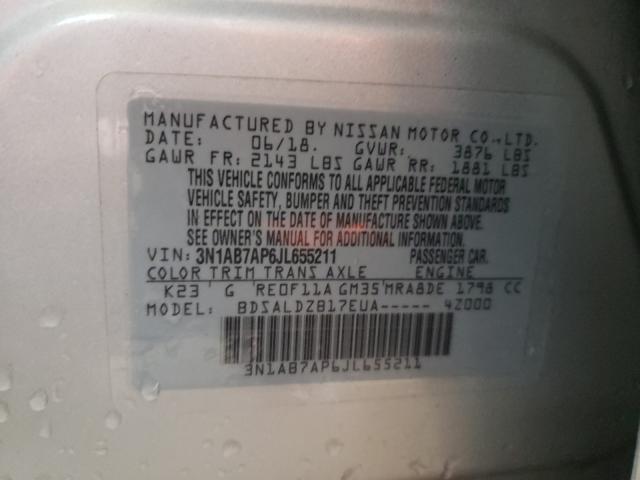 MANUFACTURED BY NISSAN MOTOR CO.,LTD.
DATE: 06/18. GVWR: 3876 LBS
GAWR FR: 2143 LBS GAWR RR: 1881 LBS
THIS VEHICLE CONFORMS TO ALL APPLICABLE FEDERAL MOTOR
VEHICLE SAFETY, BUMPER AND THEFT PREVENTION STANDARDS
IN EFFECT ON THE DATE OF MANUFACTURE SHOWN ABOVE.
SEE OWNER'S MANUAL FOR ADDITIONAL INFORMATION.
VIN: 3N1AB7AP6JL655211 PASSENGER CAR.
COLOR TRIM TRANS AXLE ENGINE
K23 G RE0F11A GM35 MRA8DE 1798 CC
MODEL: BDSALDZB17EUA----- 4Z000
3N1AB7AP6JL655211